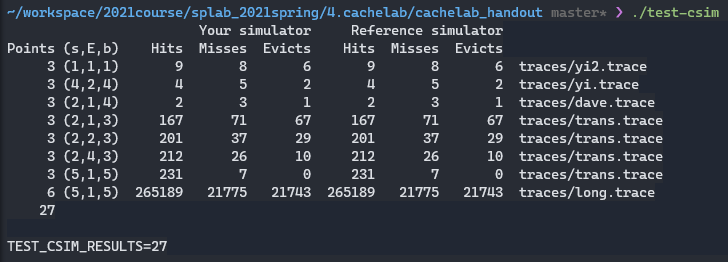 ~/workspace/2021course/splab_2021spring/4.cachelab/cachelab_handout master* ❯ ./test-csim
                        Your simulator     Reference simulator
Points (s,E,b)    Hits  Misses  Evicts    Hits  Misses  Evicts
     3 (1,1,1)       9       8       6       9       8       6  traces/yi2.trace
     3 (4,2,4)       4       5       2       4       5       2  traces/yi.trace
     3 (2,1,4)       2       3       1       2       3       1  traces/dave.trace
     3 (2,1,3)     167      71      67     167      71      67  traces/trans.trace
     3 (2,2,3)     201      37      29     201      37      29  traces/trans.trace
     3 (2,4,3)     212      26      10     212      26      10  traces/trans.trace
     3 (5,1,5)     231       7       0     231       7       0  traces/trans.trace
     6 (5,1,5)  265189   21775   21743  265189   21775   21743  traces/long.trace
    27
TEST_CSIM_RESULTS=27